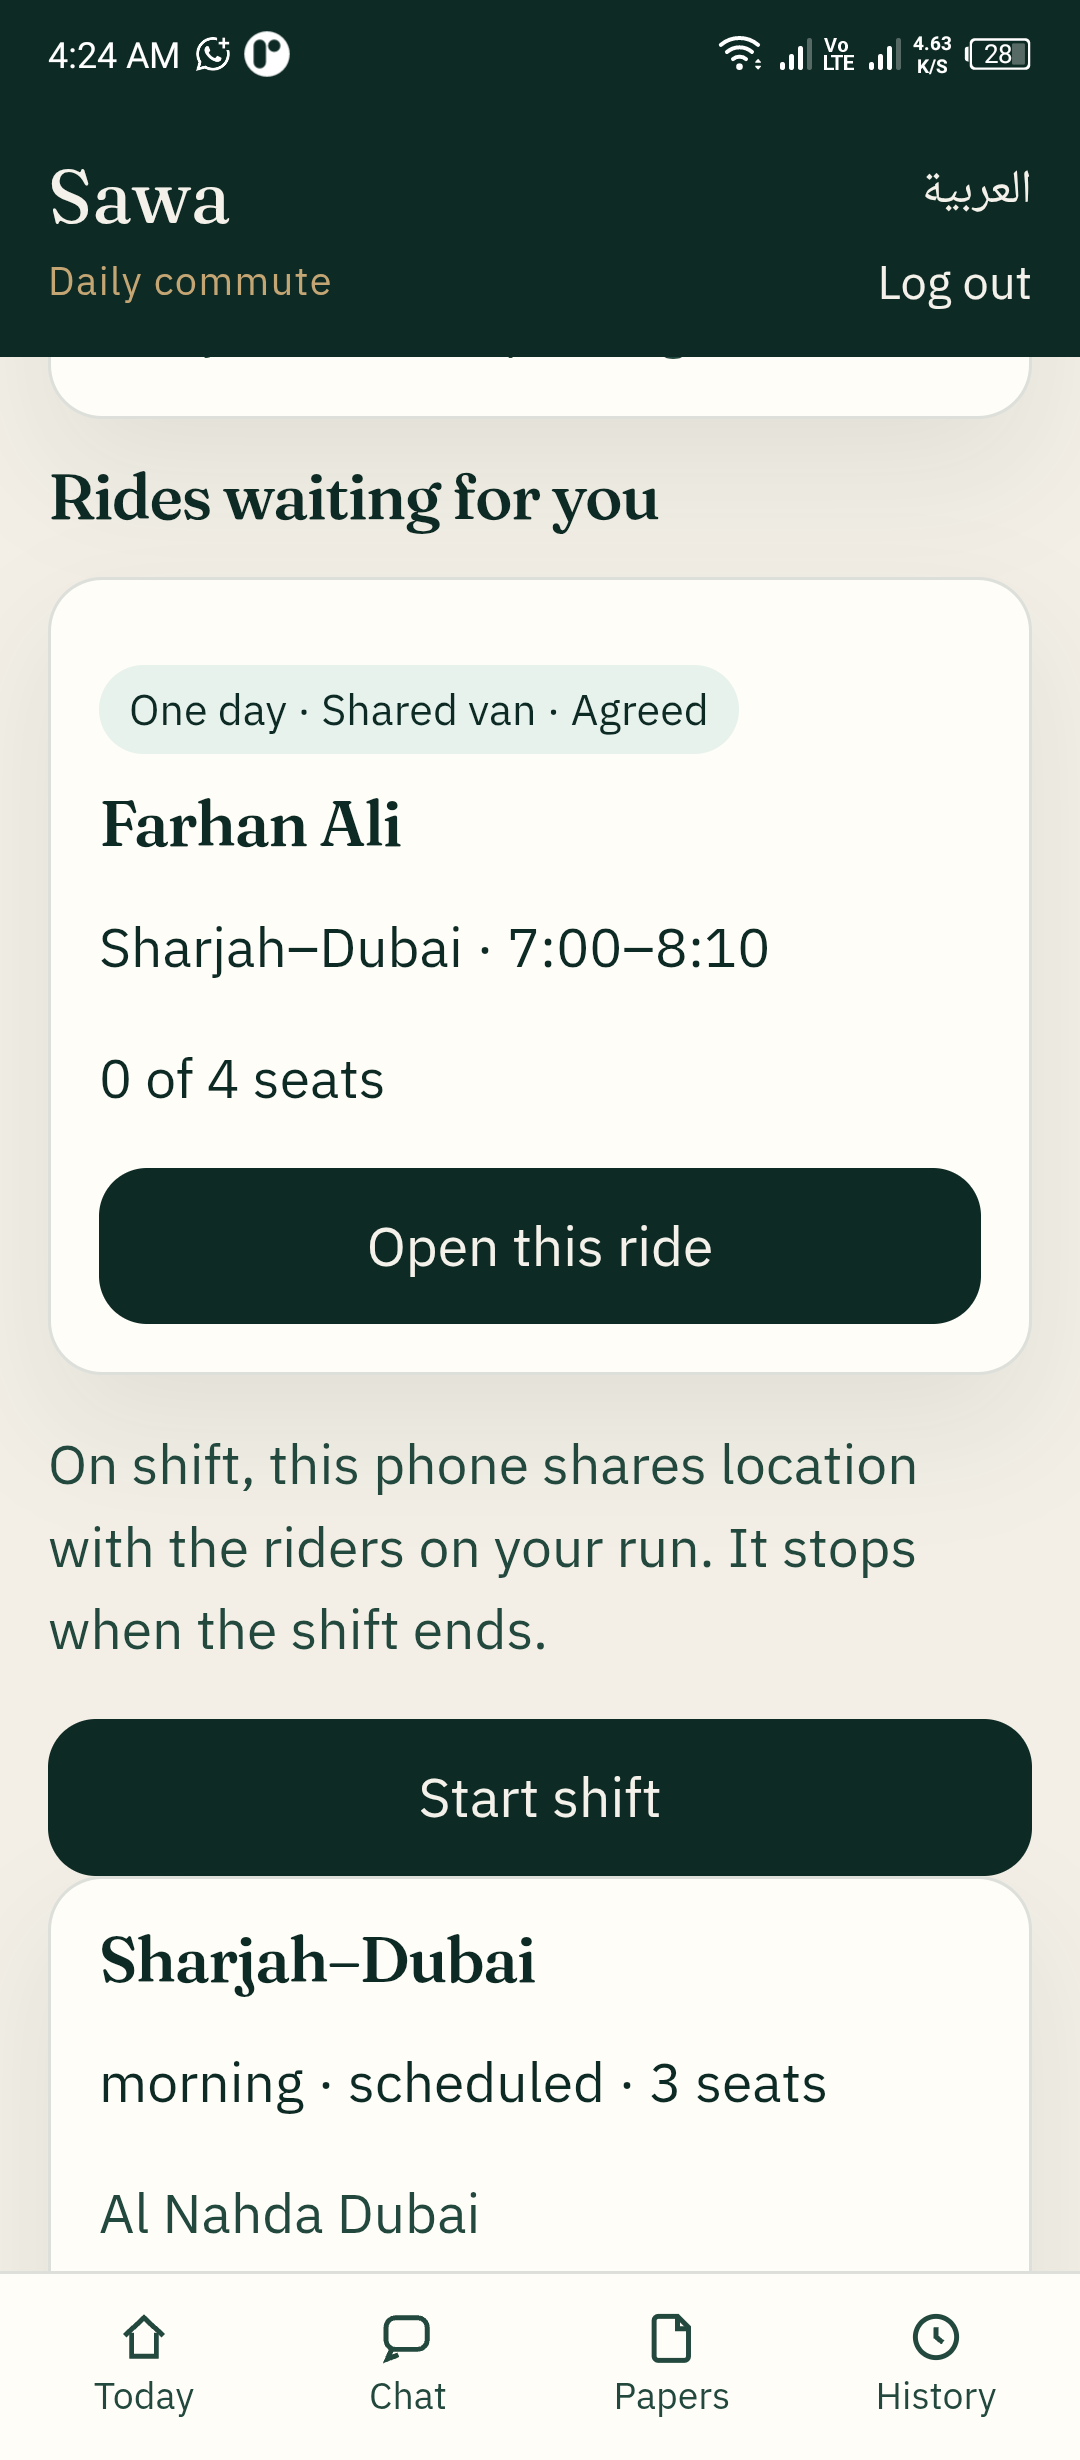 4:24 AM
Vo LTE
4.63 K/S
28
Sawa
العربية
Daily commute
Log out
Rides waiting for you
One day · Shared van · Agreed
Farhan Ali
Sharjah–Dubai · 7:00–8:10
0 of 4 seats
Open this ride
On shift, this phone shares location
with the riders on your run. It stops
when the shift ends.
Start shift
Sharjah–Dubai
morning · scheduled · 3 seats
Al Nahda Dubai
Today
Chat
Papers
History